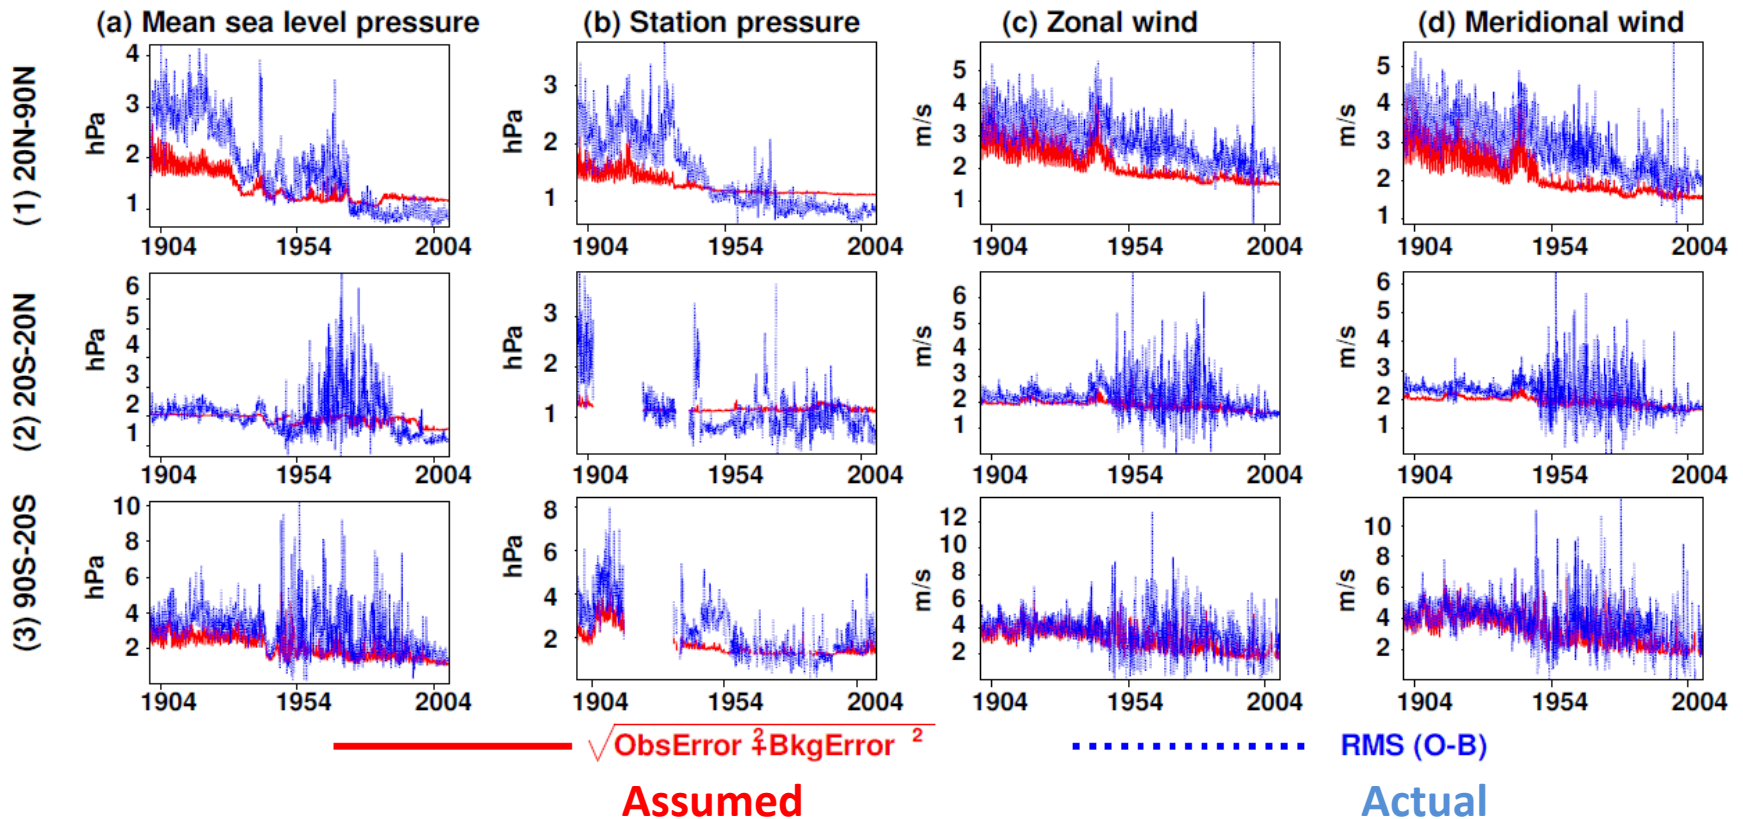 (a) Mean sea level pressure (b) Station pressure (c) Zonal wind (d) Meridional wind
(1) 20N-90N
hPa
4
3
2
1
1904 1954 2004
hPa
3
2
1
1904 1954 2004
m/s
5
4
3
2
1
1904 1954 2004
m/s
5
4
3
2
1
1904 1954 2004
(2) 20S-20N
hPa
6
5
4
3
2
1
1904 1954 2004
hPa
3
2
1
1904 1954 2004
m/s
6
5
4
3
2
1
1904 1954 2004
m/s
6
5
4
3
2
1
1904 1954 2004
(3) 90S-20S
hPa
10
8
6
4
2
1904 1954 2004
hPa
8
6
4
2
1904 1954 2004
m/s
12
10
8
6
4
2
1904 1954 2004
m/s
10
8
6
4
2
1904 1954 2004
√ObsError ²+BkgError ² RMS (O-B)
Assumed Actual